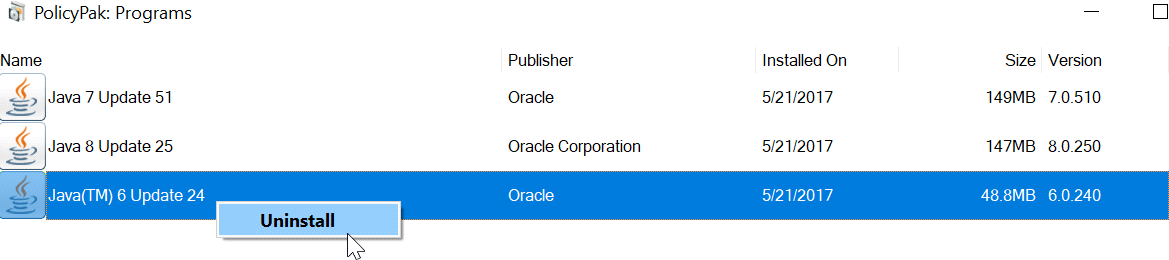 PolicyPak: Programs
Name Publisher Installed On Size Version
Java 7 Update 51 Oracle 5/21/2017 149MB 7.0.510
Java 8 Update 25 Oracle Corporation 5/21/2017 147MB 8.0.250
Java(TM) 6 Update 24 Oracle 5/21/2017 48.8MB 6.0.240
Uninstall